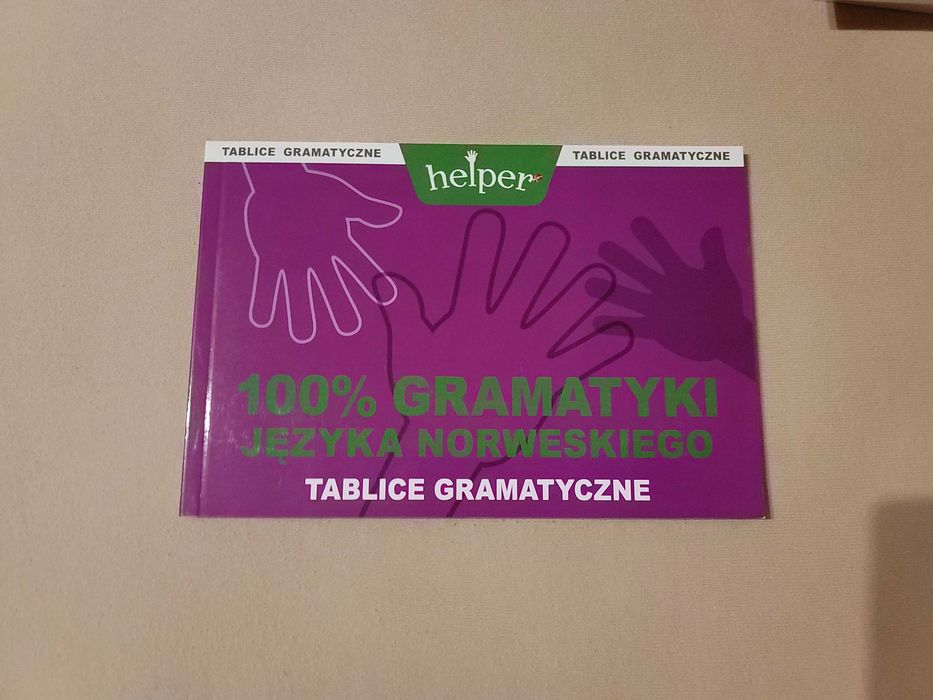 TABLICE GRAMATYCZNE
helper
TABLICE GRAMATYCZNE
100% GRAMATYKI
JĘZYKA NORWESKIEGO
TABLICE GRAMATYCZNE